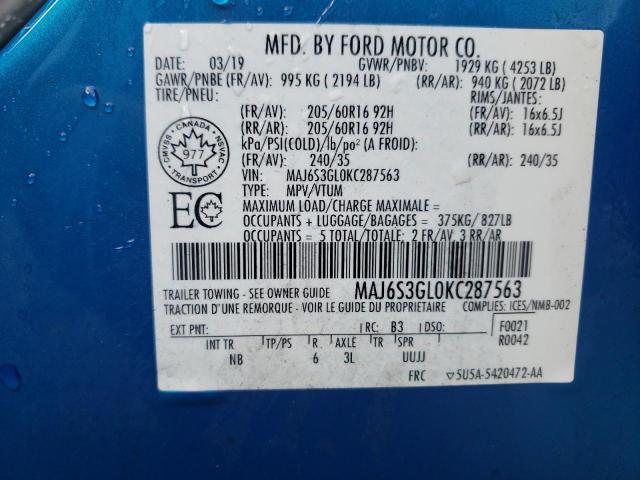 MFD. BY FORD MOTOR CO.
DATE: 03/19 GVWR/PNBV: 1929 KG ( 4253 LB)
GAWR/PNBE (FR/AV): 995 KG ( 2194 LB) (RR/AR): 940 KG ( 2072 LB)
TIRE/PNEU: RIMS/JANTES:
(FR/AV): 205/60R16 92H (FR/AV): 16x6.5J
(RR/AR): 205/60R16 92H (RR/AR): 16x6.5J
kPa/PSI(COLD)/lb/po² (A FROID):
(FR/AV): 240/35 (RR/AR): 240/35
VIN: MAJ6S3GL0KC287563
TYPE: MPV/VTUM
MAXIMUM LOAD/CHARGE MAXIMALE =
OCCUPANTS + LUGGAGE/BAGAGES = 375KG/ 827LB
OCCUPANTS = 5 TOTAL/TOTALE: 2 FR/AV, 3 RR/AR
CMVSS CANADA NSVAC
977
EC
MAJ6S3GL0KC287563
TRAILER TOWING - SEE OWNER GUIDE COMPLIES: ICES/NMB-002
TRACTION D'UNE REMORQUE - VOIR LE GUIDE DU PROPRIETAIRE
EXT PNT: RC: B3 DSO: F0021
INT TR TP/PS R AXLE TR SPR R0042
NB 6 3L UUJJ
FRC ▽5U5A-5420472-AA